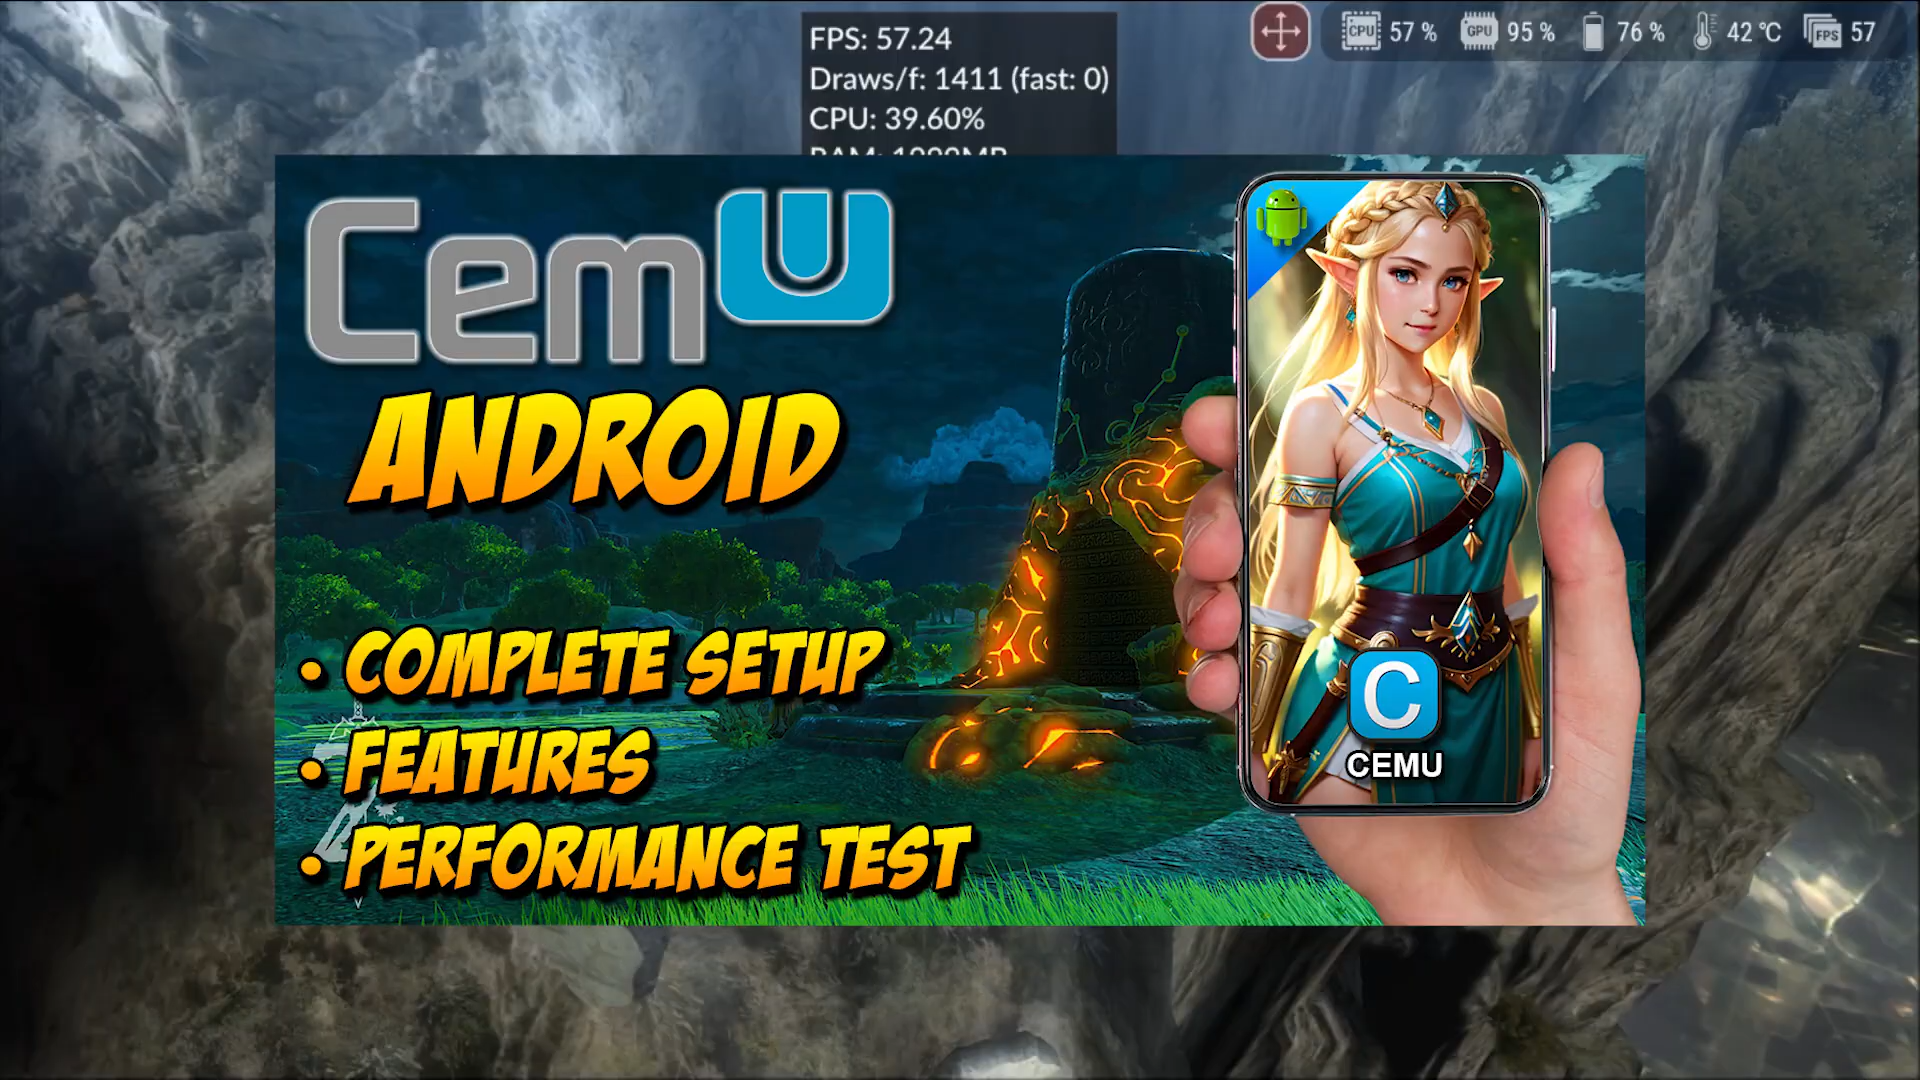 FPS: 57.24
Draws/f: 1411 (fast: 0)
CPU: 39.60%
CPU 57 % GPU 95 % 76 % 42 °C FPS 57
CemU
ANDROID
• COMPLETE SETUP
• FEATURES
• PERFORMANCE TEST
C
CEMU